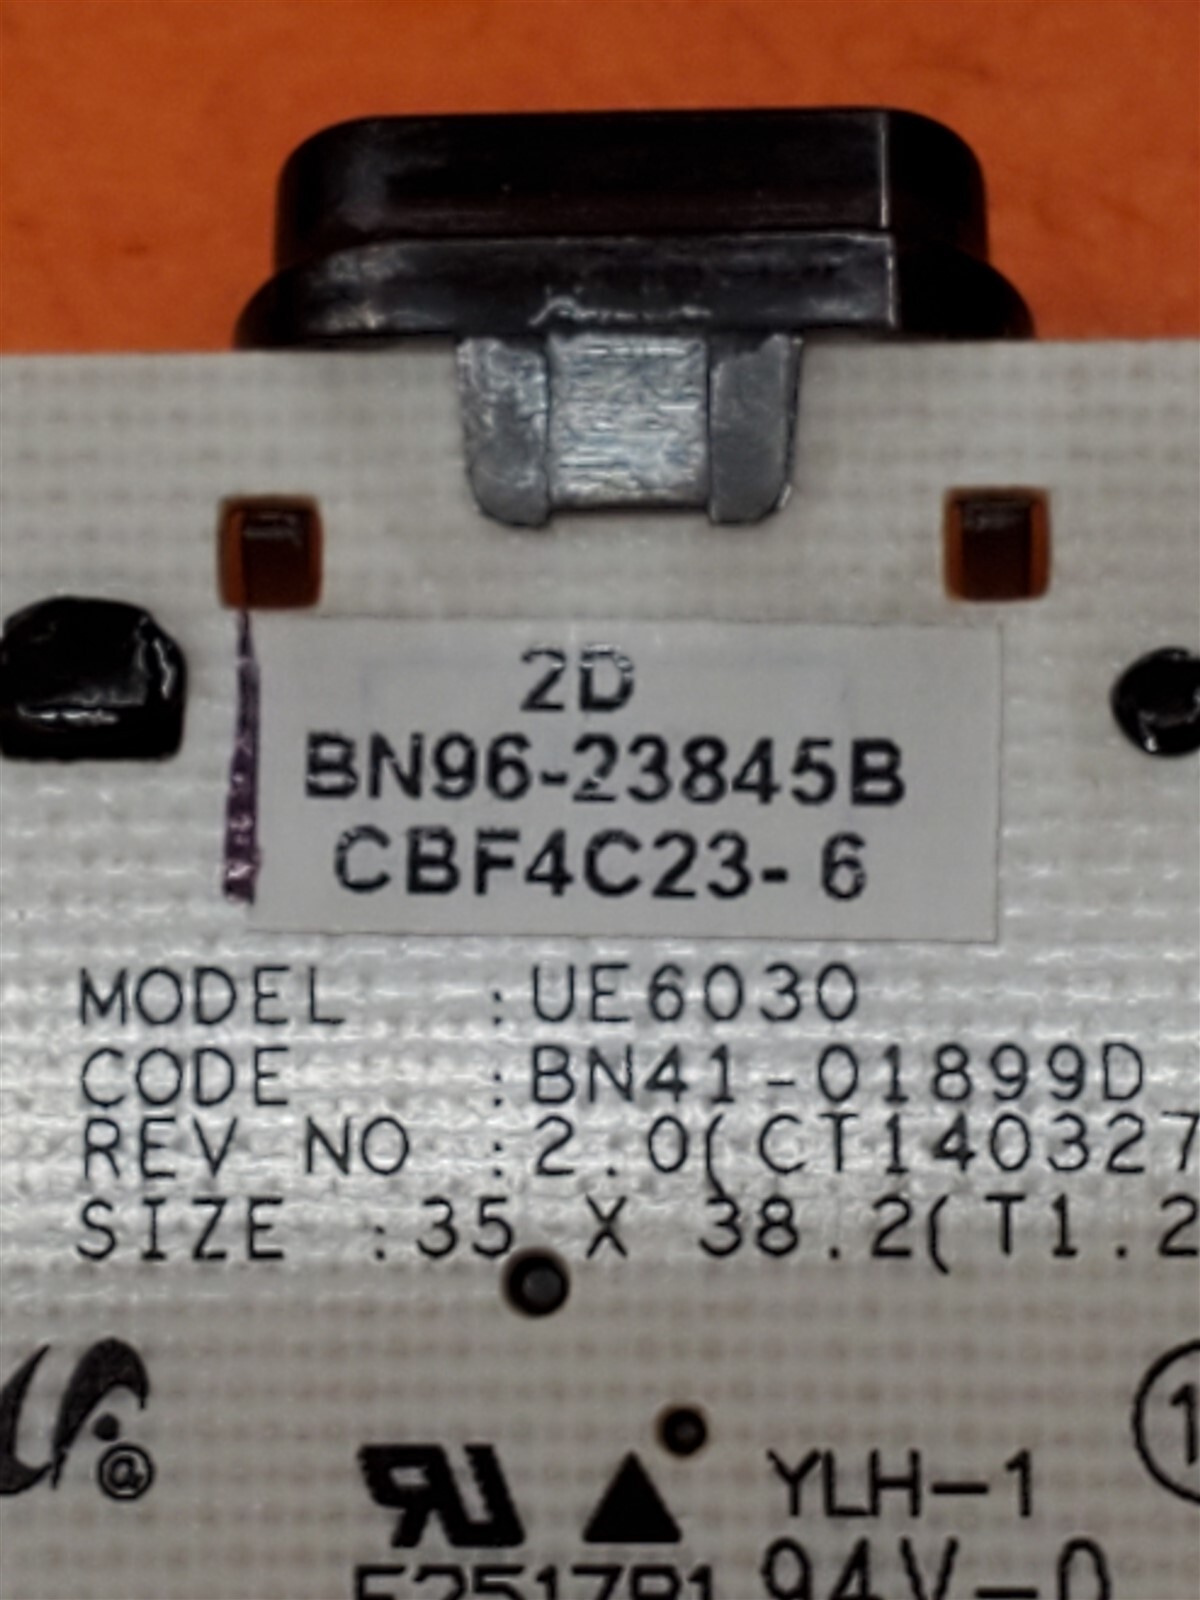 2D
BN96-23845B
CBF4C23- 6
MODEL :UE6030
CODE :BN41-01899D
REV NO :2.0(CT140327
SIZE :35 X 38.2(T1.2
1
@
YLH-1
94V-0